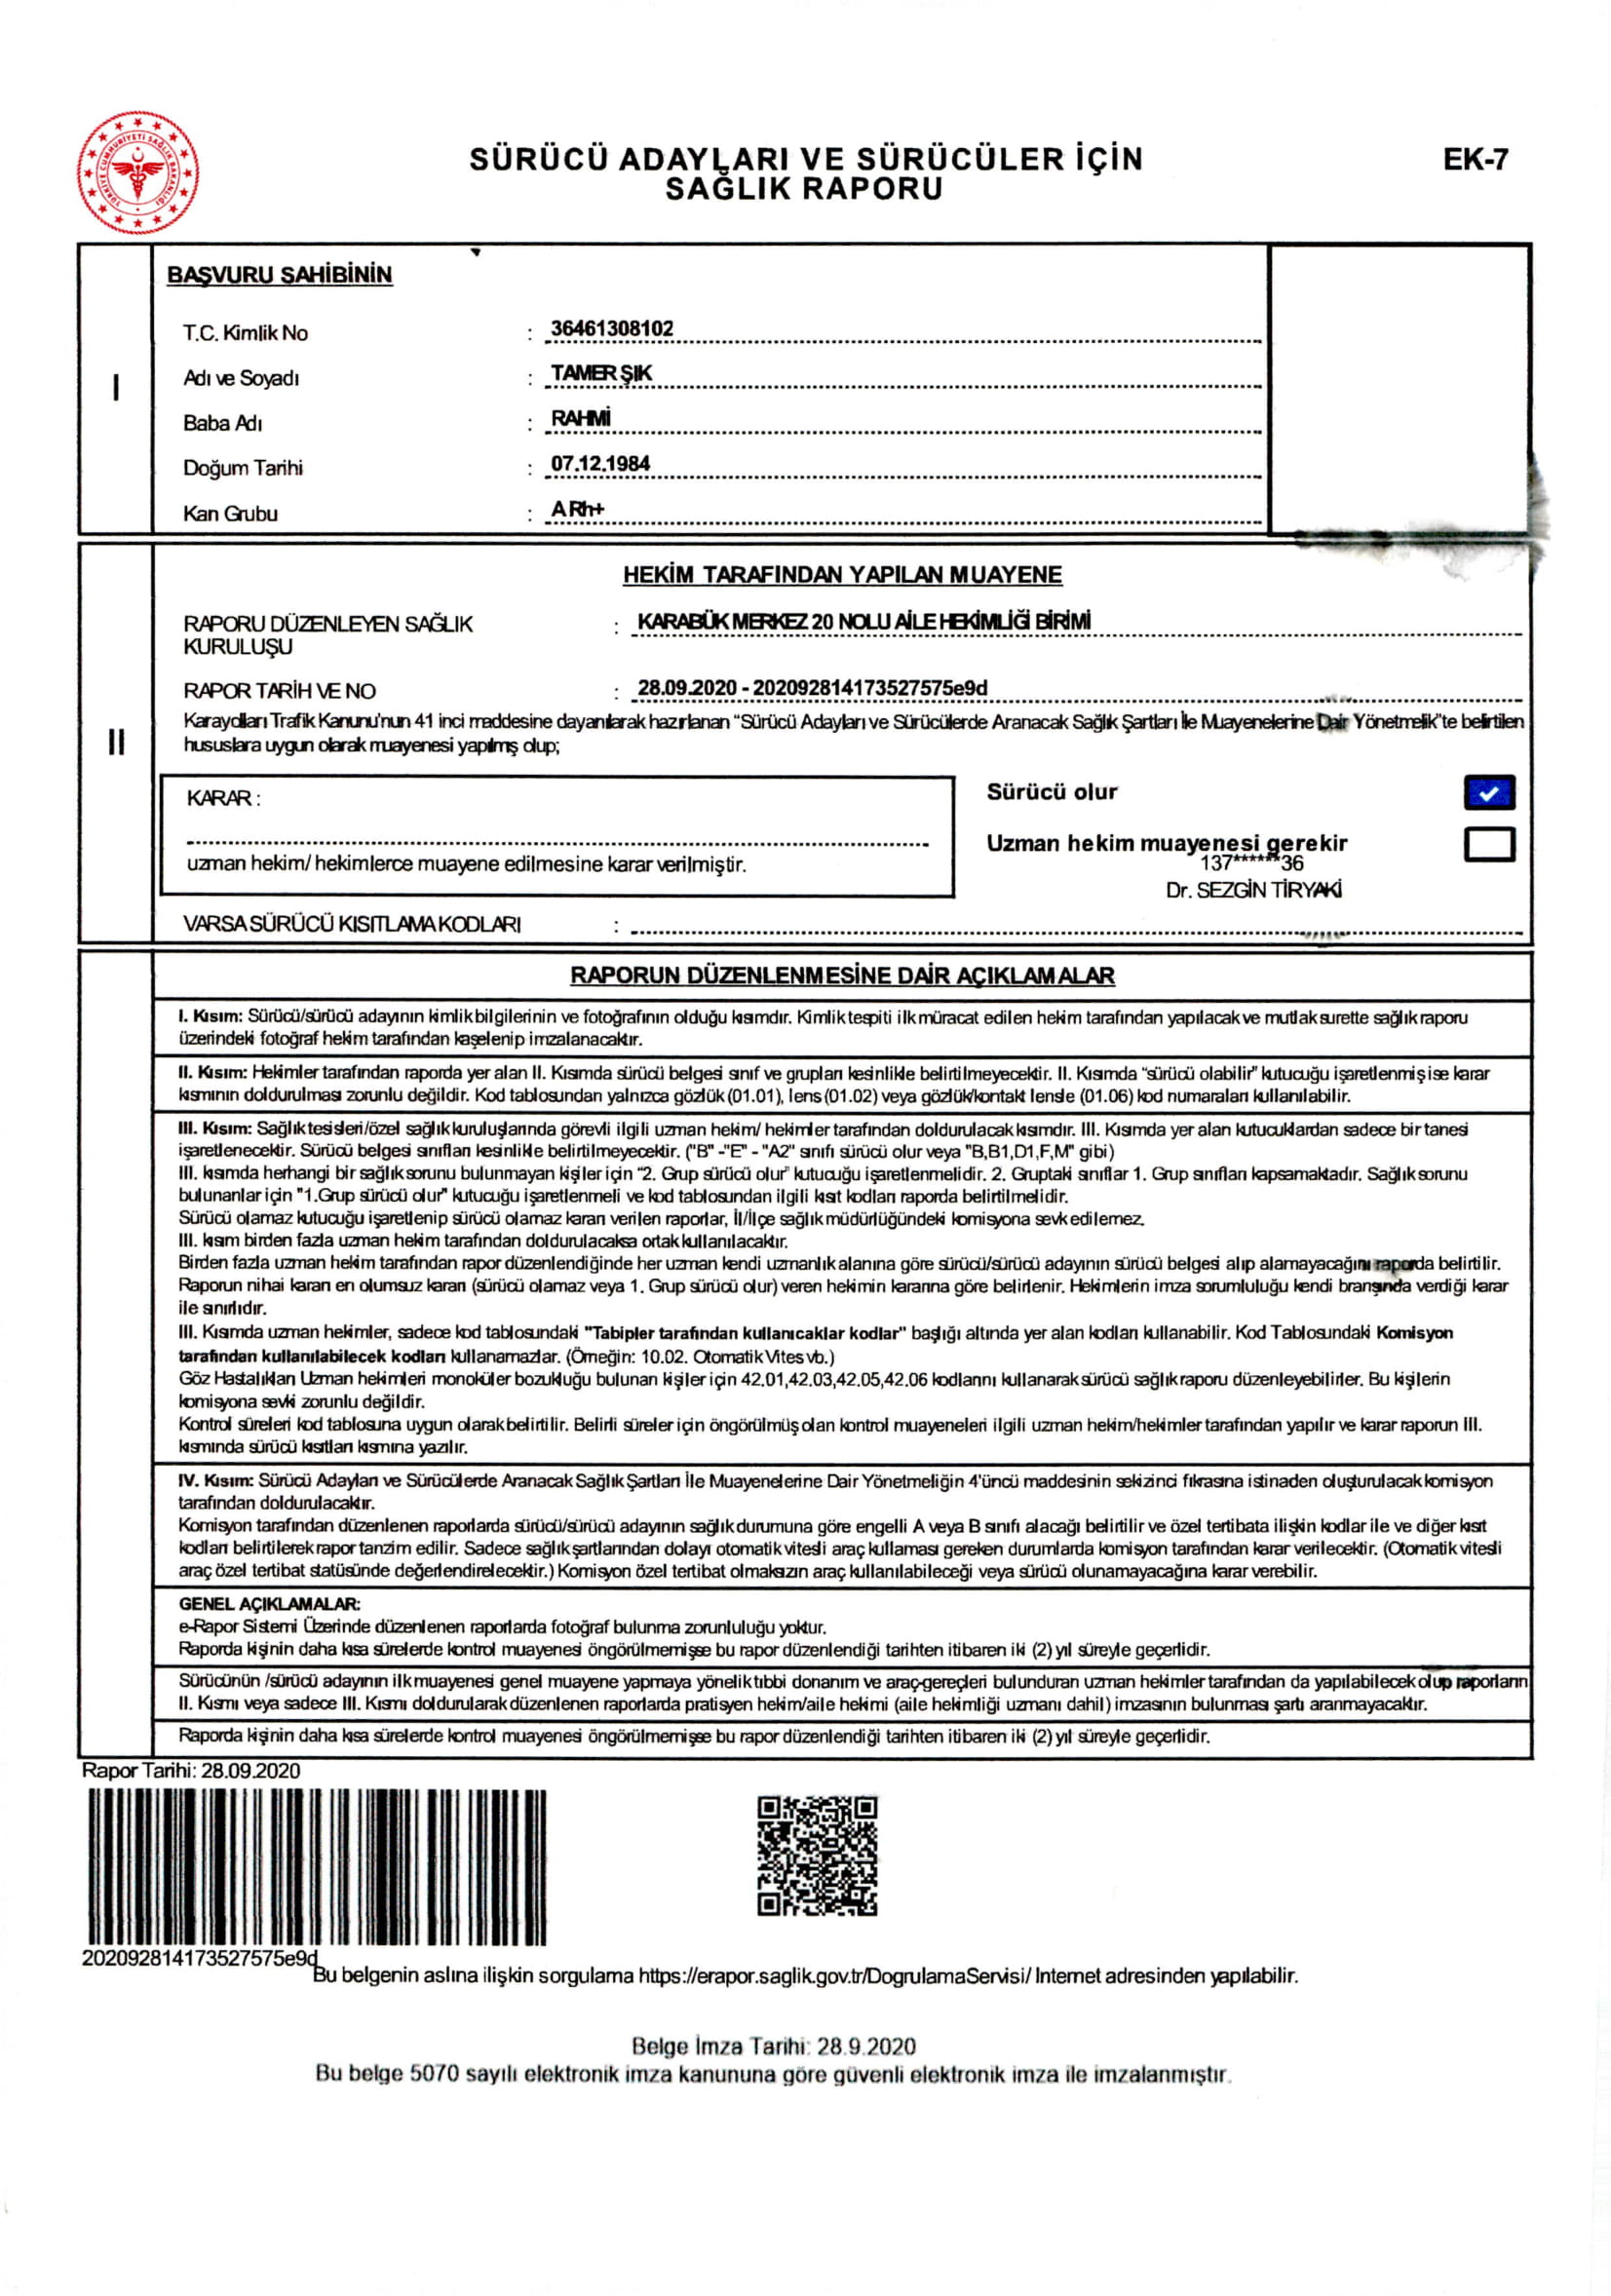 SÜRÜCÜ ADAYLARI VE SÜRÜCÜLER İÇİN
SAĞLIK RAPORU
EK-7
TÜRKİYE CUMHURİYETİ SAĞLIK BAKANLIĞI
I
BAŞVURU SAHİBİNİN
T.C. Kimlik No : 36461308102
Adı ve Soyadı : TAMER ŞIK
Baba Adı : RAHMİ
Doğum Tarihi : 07.12.1984
Kan Grubu : A Rh+
II
HEKİM TARAFINDAN YAPILAN MUAYENE
RAPORU DÜZENLEYEN SAĞLIK : KARABÜK MERKEZ 20 NOLU AİLE HEKİMLİĞİ BİRİMİ
KURULUŞU
RAPOR TARİH VE NO : 28.09.2020 - 202092814173527575e9d
Karayolları Trafik Kanunu'nun 41 inci maddesine dayanılarak hazırlanan "Sürücü Adayları ve Sürücülerde Aranacak Sağlık Şartları İle Muayenelerine Dair Yönetmelik"te belirtilen
hususlara uygun olarak muayenesi yapılmış olup;
KARAR :
uzman hekim/ hekimlerce muayene edilmesine karar verilmiştir.
Sürücü olur
Uzman hekim muayenesi gerekir
137******36
Dr. SEZGİN TİRYAKİ
VARSA SÜRÜCÜ KISITLAMA KODLARI :
RAPORUN DÜZENLENMESİNE DAİR AÇIKLAMALAR
I. Kısım: Sürücü/sürücü adayının kimlik bilgilerinin ve fotoğrafının olduğu kısımdır. Kimlik tespiti ilk müracat edilen hekim tarafından yapılacak ve mutlak surette sağlık raporu
üzerindeki fotoğraf hekim tarafından kaşelenip imzalanacaktır.
II. Kısım: Hekimler tarafından raporda yer alan II. Kısımda sürücü belgesi sınıf ve grupları kesinlikle belirtilmeyecektir. II. Kısımda "sürücü olabilir" kutucuğu işaretlenmiş ise karar
kısmının doldurulması zorunlu değildir. Kod tablosundan yalnızca gözlük (01.01), lens (01.02) veya gözlük/kontakt lensle (01.06) kod numaraları kullanılabilir.
III. Kısım: Sağlık tesisleri/özel sağlık kuruluşlarında görevli ilgili uzman hekim/ hekimler tarafından doldurulacak kısımdır. III. Kısımda yer alan kutucuklardan sadece bir tanesi
işaretlenecektir. Sürücü belgesi sınıfları kesinlikle belirtilmeyecektir. ("B" -"E" - "A2" sınıfı sürücü olur veya "B,B1,D1,F,M" gibi)
III. kısımda herhangi bir sağlık sorunu bulunmayan kişiler için "2. Grup sürücü olur" kutucuğu işaretlenmelidir. 2. Gruptaki sınıflar 1. Grup sınıfları kapsamaktadır. Sağlık sorunu
bulunanlar için "1.Grup sürücü olur" kutucuğu işaretlenmeli ve kod tablosundan ilgili kısıt kodları raporda belirtilmelidir.
Sürücü olamaz kutucuğu işaretlenip sürücü olamaz kararı verilen raporlar, İl/İlçe sağlık müdürlüğündeki komisyona sevk edilemez.
III. kısım birden fazla uzman hekim tarafından doldurulacaksa ortak kullanılacaktır.
Birden fazla uzman hekim tarafından rapor düzenlendiğinde her uzman kendi uzmanlık alanına göre sürücü/sürücü adayının sürücü belgesi alıp alamayacağını raporda belirtilir.
Raporun nihai kararı en olumsuz kararı (sürücü olamaz veya 1. Grup sürücü olur) veren hekimin kararına göre belirlenir. Hekimlerin imza sorumluluğu kendi branşında verdiği karar
ile sınırlıdır.
III. Kısımda uzman hekimler, sadece kod tablosundaki "Tabipler tarafından kullanıcaklar kodlar" başlığı altında yer alan kodları kullanabilir. Kod Tablosundaki Komisyon
tarafından kullanılabilecek kodları kullanamazlar. (Örneğin: 10.02. Otomatik Vites vb.)
Göz Hastalıkları Uzman hekimleri monoküler bozukluğu bulunan kişiler için 42.01,42.03,42.05,42.06 kodlarını kullanarak sürücü sağlık raporu düzenleyebilirler. Bu kişilerin
komisyona sevki zorunlu değildir.
Kontrol süreleri kod tablosuna uygun olarak belirtilir. Belirli süreler için öngörülmüş olan kontrol muayeneleri ilgili uzman hekim/hekimler tarafından yapılır ve karar raporun III.
kısmında sürücü kısıtları kısmına yazılır.
IV. Kısım: Sürücü Adayları ve Sürücülerde Aranacak Sağlık Şartları İle Muayenelerine Dair Yönetmeliğin 4'üncü maddesinin sekizinci fıkrasına istinaden oluşturulacak komisyon
tarafından doldurulacaktır.
Komisyon tarafından düzenlenen raporlarda sürücü/sürücü adayının sağlık durumuna göre engelli A veya B sınıfı alacağı belirtilir ve özel tertibata ilişkin kodlar ile ve diğer kısıt
kodları belirtilerek rapor tanzim edilir. Sadece sağlık şartlarından dolayı otomatik vitesli araç kullaması gereken durumlarda komisyon tarafından karar verilecektir. (Otomatik vitesli
araç özel tertibat statüsünde değerlendirelecektir.) Komisyon özel tertibat olmaksızın araç kullanılabileceği veya sürücü olunamayacağına karar verebilir.
GENEL AÇIKLAMALAR:
e-Rapor Sistemi Üzerinde düzenlenen raporlarda fotoğraf bulunma zorunluluğu yoktur.
Raporda kişinin daha kısa sürelerde kontrol muayenesi öngörülmemişse bu rapor düzenlendiği tarihten itibaren iki (2) yıl süreyle geçerlidir.
Sürücünün /sürücü adayının ilk muayenesi genel muayene yapmaya yönelik tıbbi donanım ve araç-gereçleri bulunduran uzman hekimler tarafından da yapılabilecek olup raporların
II. Kısmı veya sadece III. Kısmı doldurularak düzenlenen raporlarda pratisyen hekim/aile hekimi (aile hekimliği uzmanı dahil) imzasının bulunması şartı aranmayacaktır.
Raporda kişinin daha kısa sürelerde kontrol muayenesi öngörülmemişse bu rapor düzenlendiği tarihten itibaren iki (2) yıl süreyle geçerlidir.
Rapor Tarihi: 28.09.2020
202092814173527575e9d
Bu belgenin aslına ilişkin sorgulama https://erapor.saglik.gov.tr/DogrulamaServisi/ Internet adresinden yapılabilir.
Belge İmza Tarihi: 28.9.2020
Bu belge 5070 sayılı elektronik imza kanununa göre güvenli elektronik imza ile imzalanmıştır.